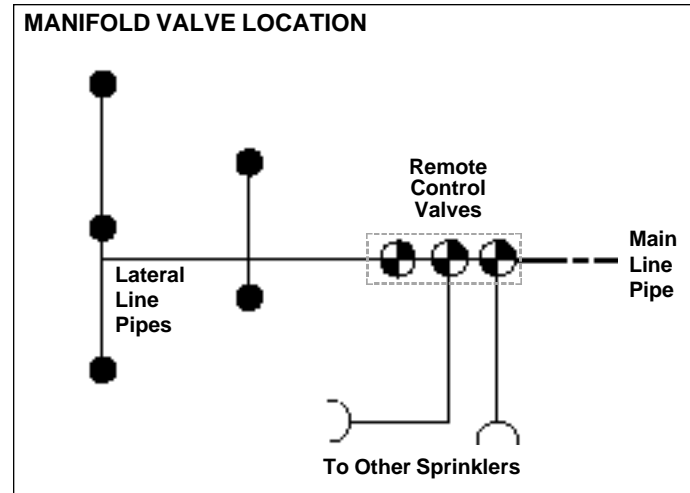 MANIFOLD VALVE LOCATION
Remote
Control
Valves
Main
Line
Pipe
Lateral
Line
Pipes
To Other Sprinklers